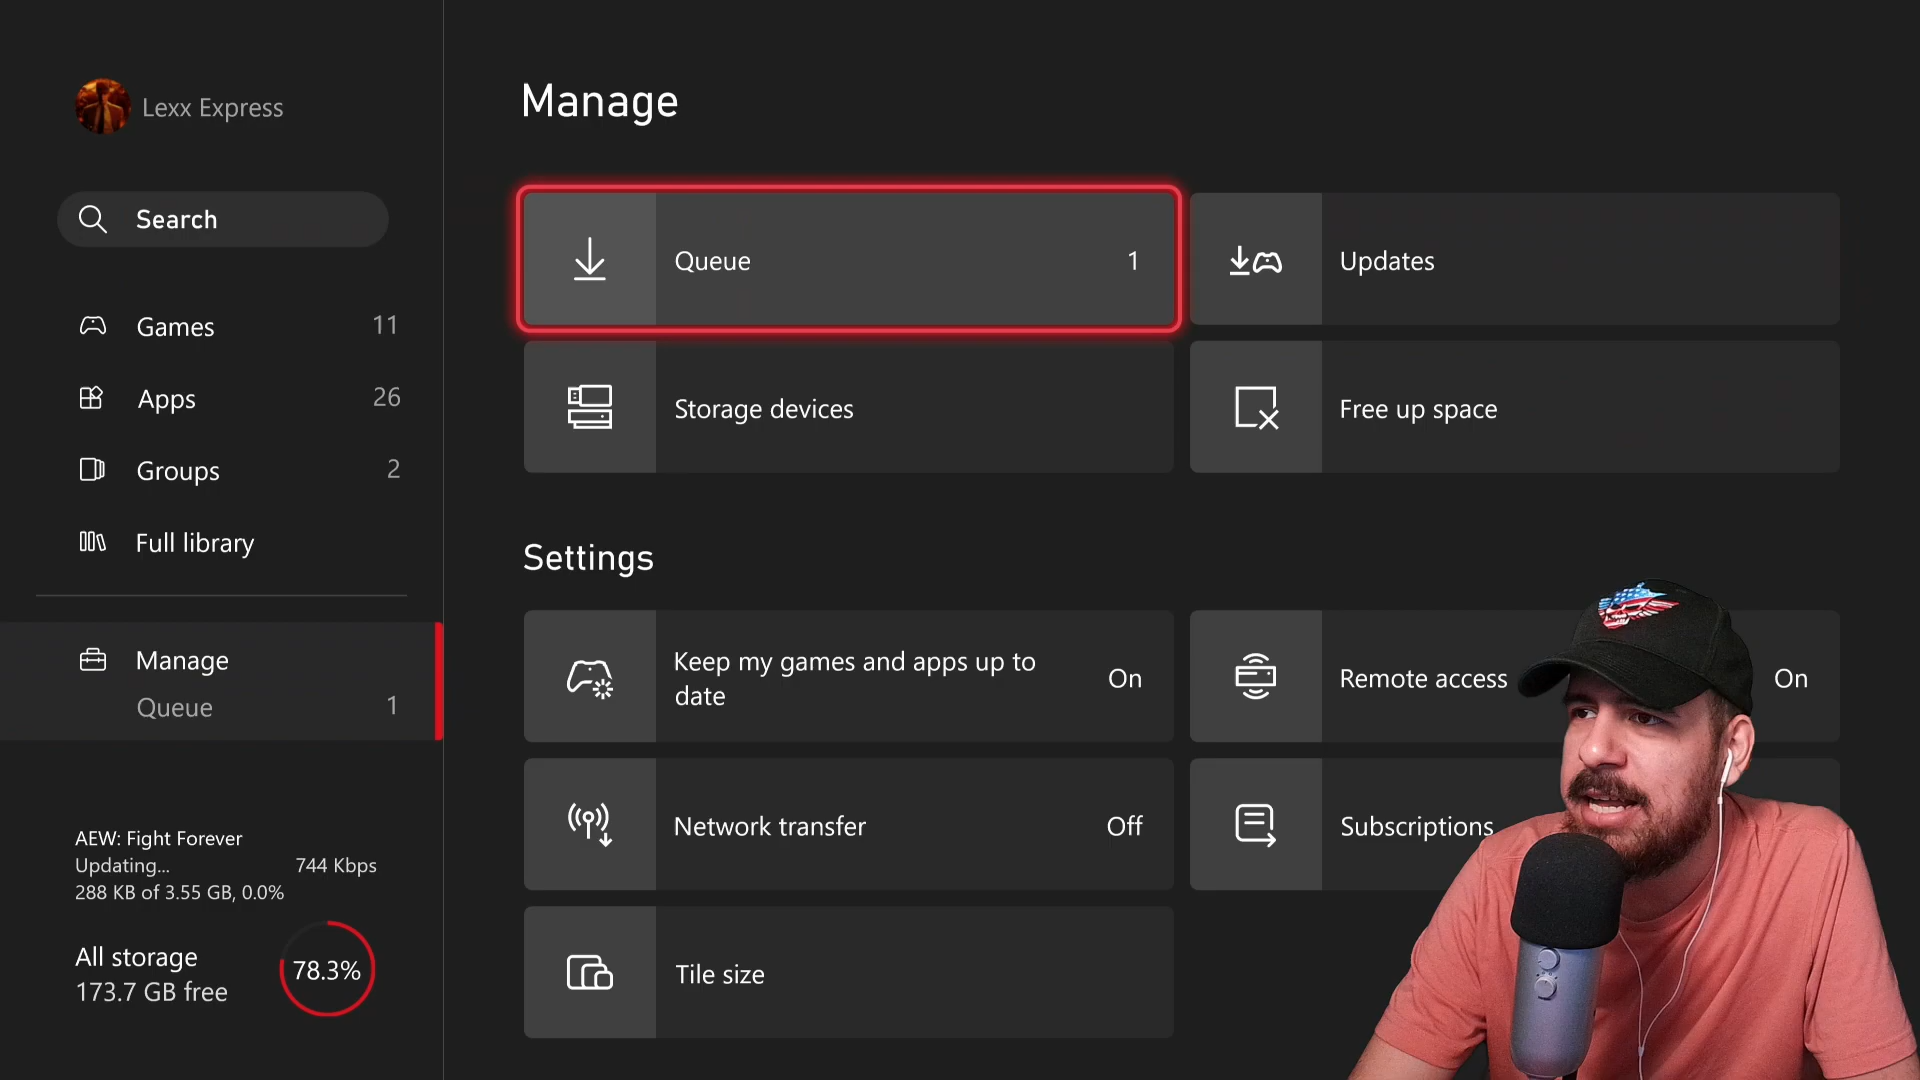 Lexx Express
Search
Games 11
Apps 26
Groups 2
Full library
Manage
Queue 1
AEW: Fight Forever
Updating... 744 Kbps
288 KB of 3.55 GB, 0.0%
All storage
173.7 GB free
78.3%
Manage
Queue 1
Updates
Storage devices
Free up space
Settings
Keep my games and apps up to
date
On
Remote access On
Network transfer Off
Subscriptions
Tile size